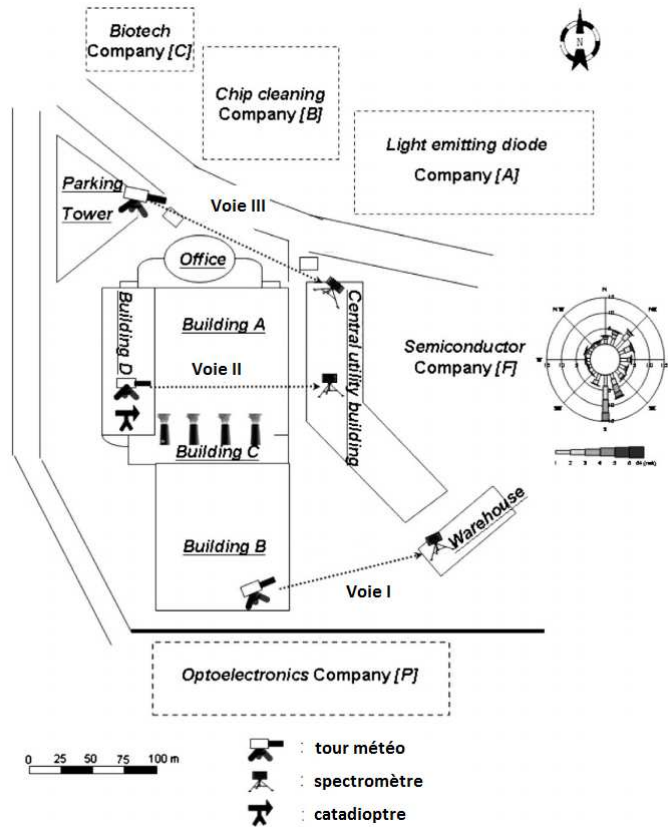 Biotech
Company [C]
Chip cleaning
Company [B]
N
Light emitting diode
Company [A]
Parking
Tower
Voie III
Office
Building D
Building A
Central utility building
Semiconductor
Company [F]
Voie II
Building C
Building B
Warehouse
Voie I
Optoelectronics Company [P]
0 25 50 75 100 m
: tour météo
: spectromètre
: catadioptre